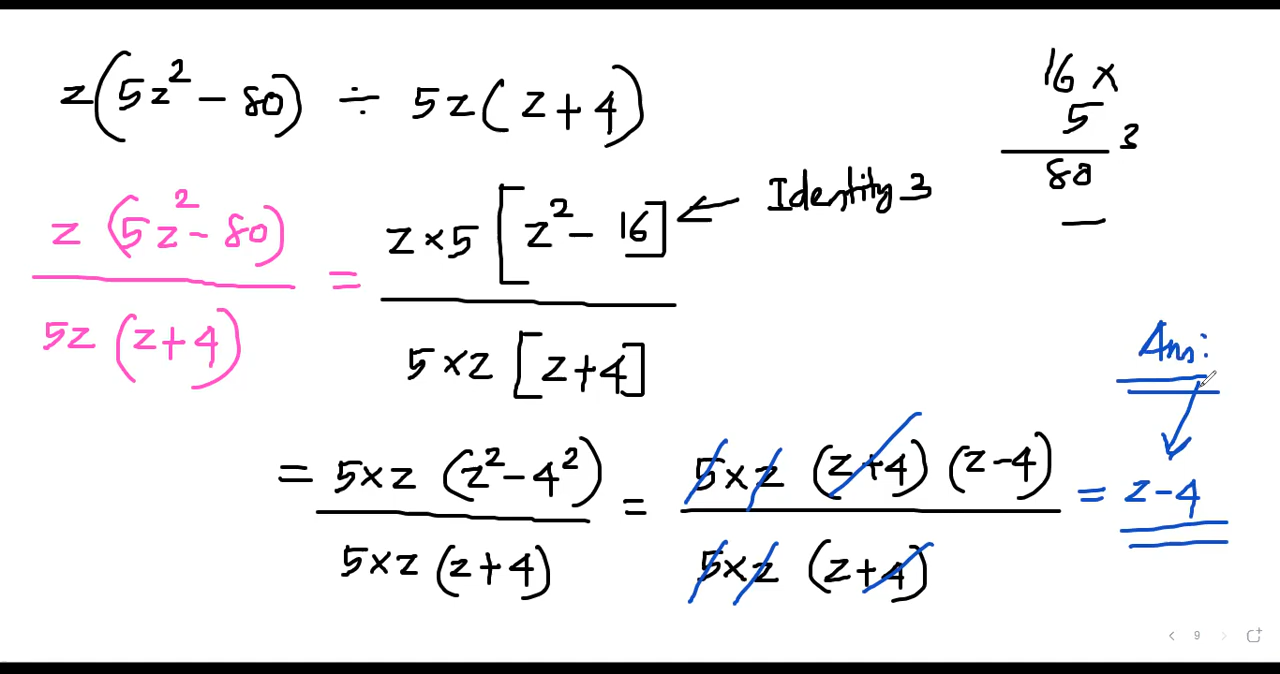 z(5z² - 80) ÷ 5z(z+4)
16 ×
5
3
80
z(5z² - 80) / 5z(z+4) = z×5[z² - 16] / 5×z[z+4] ← Identity 3
Ans:
= 5×z(z² - 4²) / 5×z(z+4) = 5×z(z+4)(z-4) / 5×z(z+4) = z-4
< 9 >